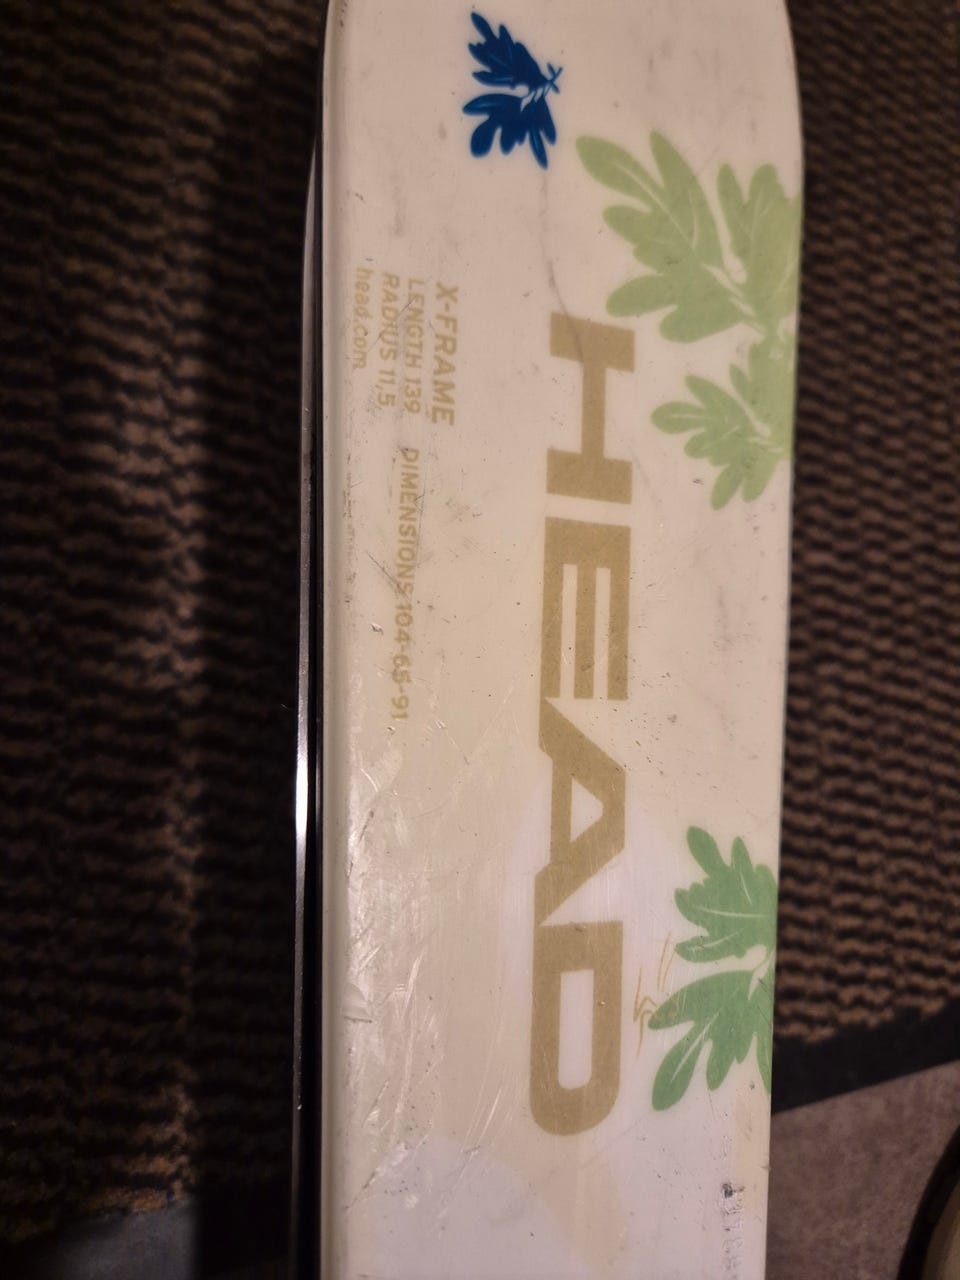 HEAD
X-FRAME
LENGTH 139 DIMENSIONS 104-65-91
RADIUS 11,5
head.com